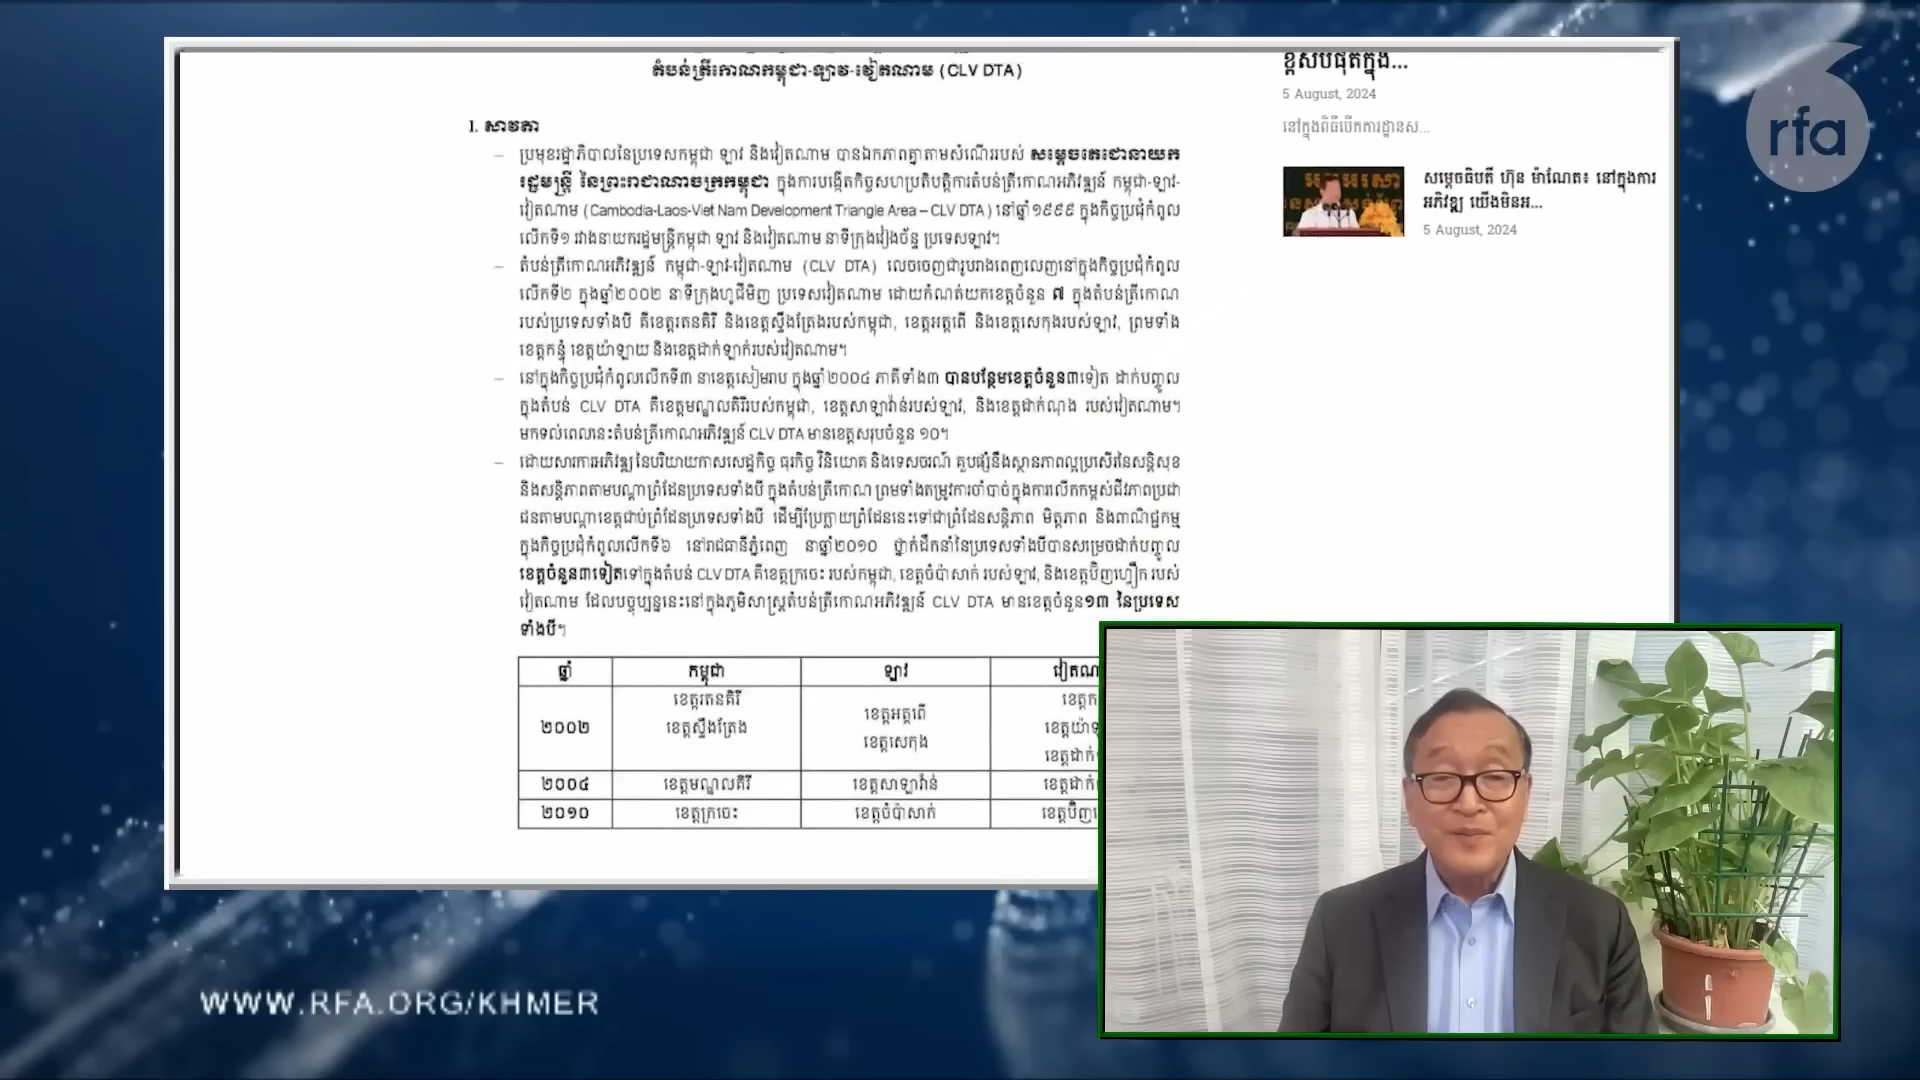 តំបន់ត្រីកោណកម្ពុជា-ឡាវ-វៀតណាម (CLV DTA)
I. សាវតា
– ប្រមុខរដ្ឋាភិបាលនៃប្រទេសកម្ពុជា ឡាវ និងវៀតណាម បានឯកភាពគ្នាតាមសំណើររបស់ សម្តេចតេជោនាយក
រដ្ឋមន្ត្រី នៃព្រះរាជាណាចក្រកម្ពុជា ក្នុងការបង្កើតកិច្ចសហប្រតិបត្តិការតំបន់ត្រីកោណអភិវឌ្ឍន៍ កម្ពុជា-ឡាវ-
វៀតណាម (Cambodia-Laos-Viet Nam Development Triangle Area – CLV DTA) នៅឆ្នាំ១៩៩៩ ក្នុងកិច្ចប្រជុំកំពូល
លើកទី១ រវាងនាយករដ្ឋមន្ត្រីកម្ពុជា ឡាវ និងវៀតណាម នាទីក្រុងវៀងច័ន្ទ ប្រទេសឡាវ។
– តំបន់ត្រីកោណអភិវឌ្ឍន៍ កម្ពុជា-ឡាវ-វៀតណាម (CLV DTA) លេចចេញជារូបរាងពេញលេញនៅក្នុងកិច្ចប្រជុំកំពូល
លើកទី២ ក្នុងឆ្នាំ២០០២ នាទីក្រុងហូជីមិញ ប្រទេសវៀតណាម ដោយកំណត់យកខេត្តចំនួន ៧ ក្នុងតំបន់ត្រីកោណ
របស់ប្រទេសទាំងបី គឺខេត្តរតនគិរី និងខេត្តស្ទឹងត្រែងរបស់កម្ពុជា, ខេត្តអត្តពើ និងខេត្តសេកុងរបស់ឡាវ, ព្រមទាំង
ខេត្តកន្ទុំ ខេត្តយ៉ាឡាយ និងខេត្តដាក់ឡាក់របស់វៀតណាម។
– នៅក្នុងកិច្ចប្រជុំកំពូលលើកទី៣ នាខេត្តសៀមរាប ក្នុងឆ្នាំ២០០៤ ភាគីទាំង៣ បានបន្ថែមខេត្តចំនួន៣ទៀត ដាក់បញ្ចូល
ក្នុងតំបន់ CLV DTA គឺខេត្តមណ្ឌលគិរីរបស់កម្ពុជា, ខេត្តសាឡាវ៉ាន់របស់ឡាវ, និងខេត្តដាក់ណុង របស់វៀតណាម។
មកទល់ពេលនេះតំបន់ត្រីកោណអភិវឌ្ឍន៍ CLV DTA មានខេត្តសរុបចំនួន ១០។
– ដោយសារការអភិវឌ្ឍនៃបរិយាកាសសេដ្ឋកិច្ច ធុរកិច្ច វិនិយោគ និងទេសចរណ៍ គួបផ្សំនឹងស្ថានភាពល្អប្រសើរនៃសន្តិសុខ
និងសន្តិភាពតាមបណ្តាព្រំដែនប្រទេសទាំងបី ក្នុងតំបន់ត្រីកោណ ព្រមទាំងតម្រូវការចាំបាច់ក្នុងការលើកកម្ពស់ជីវភាពប្រជា
ជនតាមបណ្តាខេត្តជាប់ព្រំដែនប្រទេសទាំងបី ដើម្បីប្រែក្លាយព្រំដែននេះទៅជាព្រំដែនសន្តិភាព មិត្តភាព និងពាណិជ្ជកម្ម
ក្នុងកិច្ចប្រជុំកំពូលលើកទី៦ នៅរាជធានីភ្នំពេញ នាឆ្នាំ២០១០ ថ្នាក់ដឹកនាំនៃប្រទេសទាំងបីបានសម្រេចដាក់បញ្ចូល
ខេត្តចំនួន៣ទៀតទៅក្នុងតំបន់ CLV DTA គឺខេត្តក្រចេះ របស់កម្ពុជា, ខេត្តចំប៉ាសាក់ របស់ឡាវ, និងខេត្តប៊ិញហ្វឿក របស់
វៀតណាម ដែលបច្ចុប្បន្ននេះនៅក្នុងភូមិសាស្ត្រតំបន់ត្រីកោណអភិវឌ្ឍន៍ CLV DTA មានខេត្តចំនួន១៣ នៃប្រទេស
ទាំងបី។
ឆ្នាំ កម្ពុជា ឡាវ
២០០២ ខេត្តរតនគិរី ខេត្តស្ទឹងត្រែង ខេត្តអត្តពើ ខេត្តសេកុង
២០០៤ ខេត្តមណ្ឌលគិរី ខេត្តសាឡាវ៉ាន់
២០១០ ខេត្តក្រចេះ ខេត្តចំប៉ាសាក់
5 August, 2024
នៅក្នុងពិធីបើកការដ្ឋានស...
សម្តេចធិបតី ហ៊ុន ម៉ាណែត៖ នៅក្នុងការ
អភិវឌ្ឍ យើងមិនអ...
5 August, 2024
rfa
WWW.RFA.ORG/KHMER